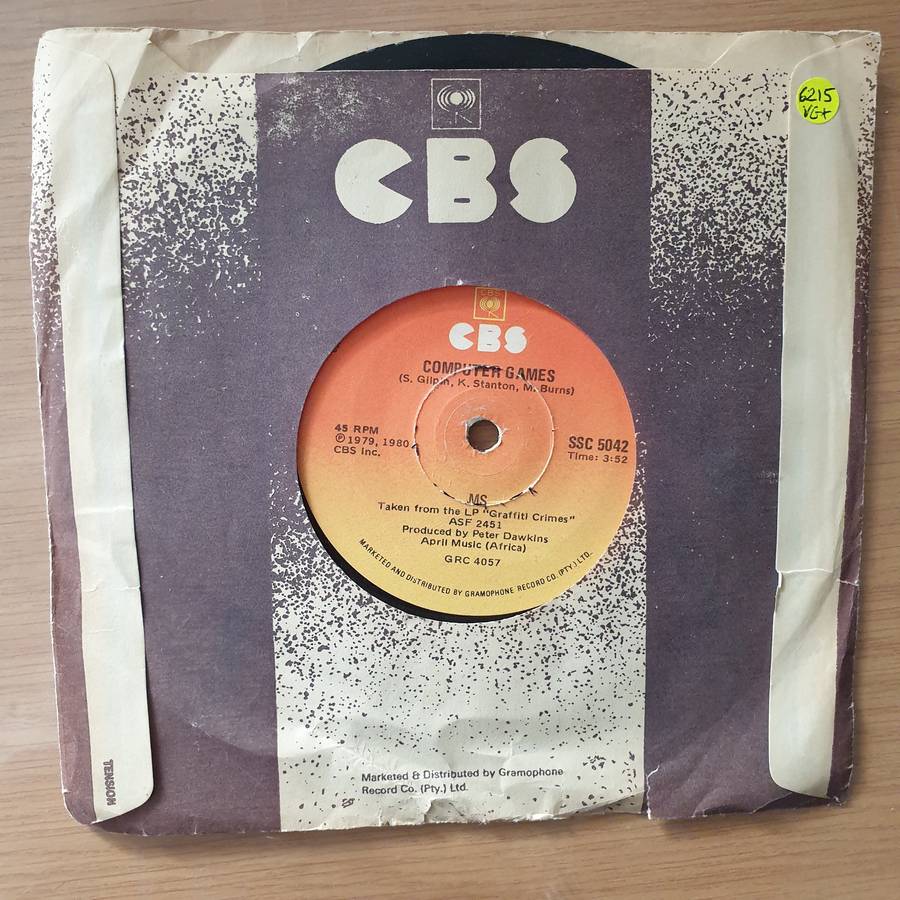 6215
VG+
CBS
CBS
CBS
COMPUTER GAMES
(S. Gilpin, K. Stanton, M. Burns)
45 RPM
℗ 1979, 1980
CBS Inc.
SSC 5042
Time: 3:52
MS
Taken from the LP "Graffiti Crimes"
ASF 2451
Produced by Peter Dawkins
April Music (Africa)
GRC 4057
MARKETED AND DISTRIBUTED BY GRAMOPHONE RECORD CO. (PTY.) LTD.
TENSION
Marketed & Distributed by Gramophone
Record Co. (Pty.) Ltd.